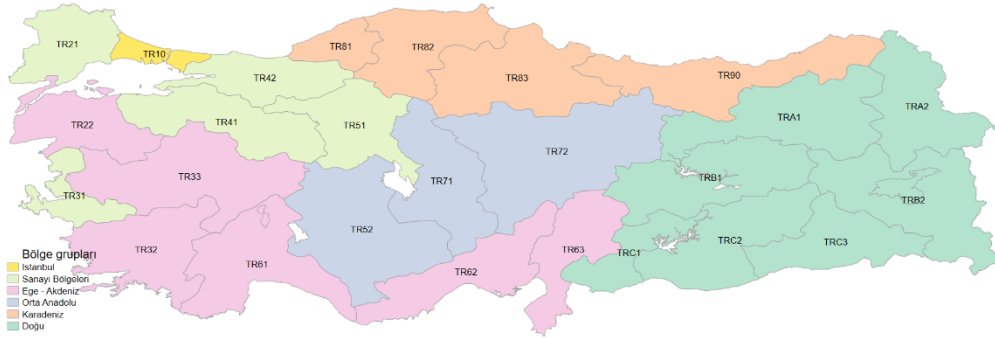 TR21
TR10
TR81
TR82
TR42
TR83
TR90
TR22
TR41
TR51
TRA1
TRA2
TR33
TR72
TR71
TRB1
TR31
TRB2
TR32
TR52
TR61
TR62
TR63
TRC1
TRC2
TRC3
Bölge grupları
Istanbul
Sanayi Bölgeleri
Ege - Akdeniz
Orta Anadolu
Karadeniz
Doğu